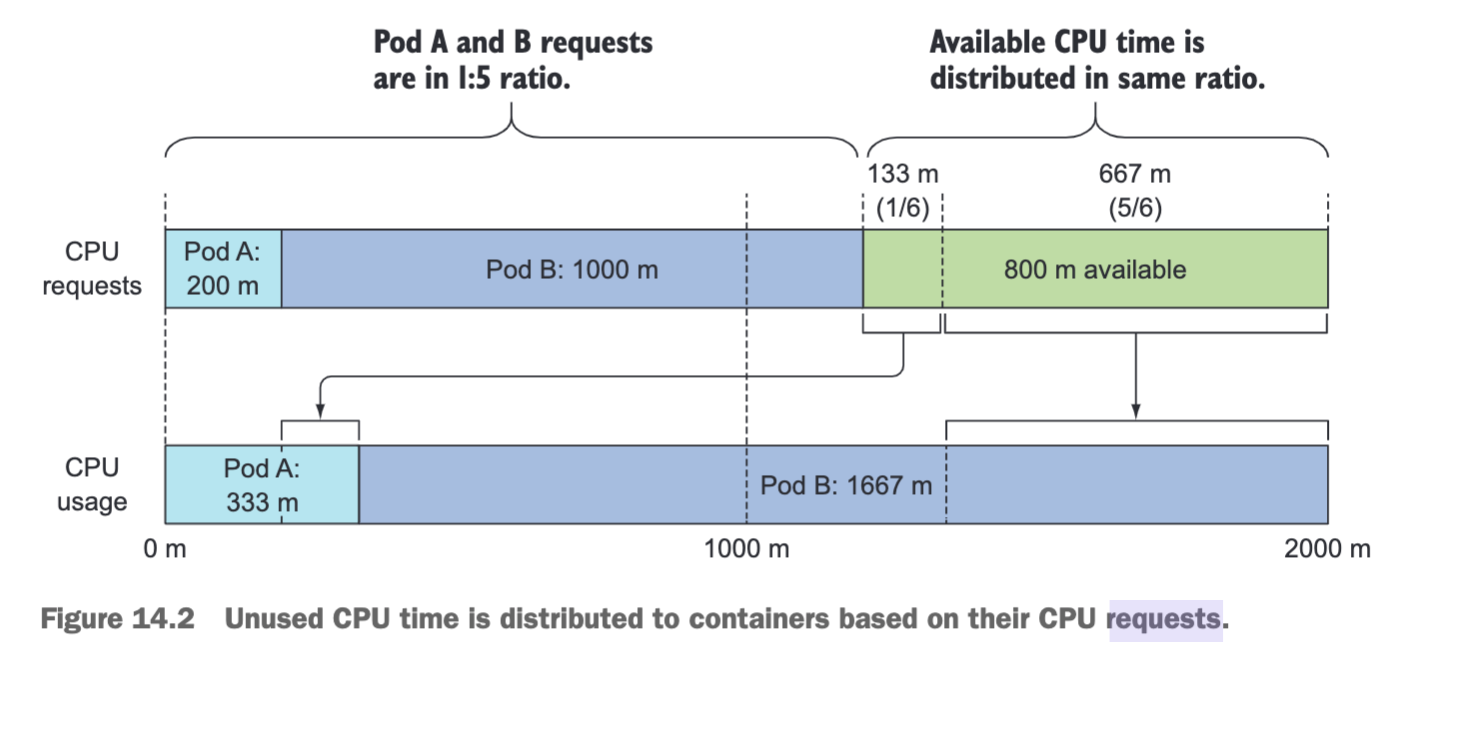 Pod A and B requests
are in 1:5 ratio.
Available CPU time is
distributed in same ratio.
133 m
(1/6)
667 m
(5/6)
CPU
requests
Pod A:
200 m
Pod B: 1000 m
800 m available
CPU
usage
Pod A:
333 m
Pod B: 1667 m
0 m
1000 m
2000 m
Figure 14.2 Unused CPU time is distributed to containers based on their CPU requests.